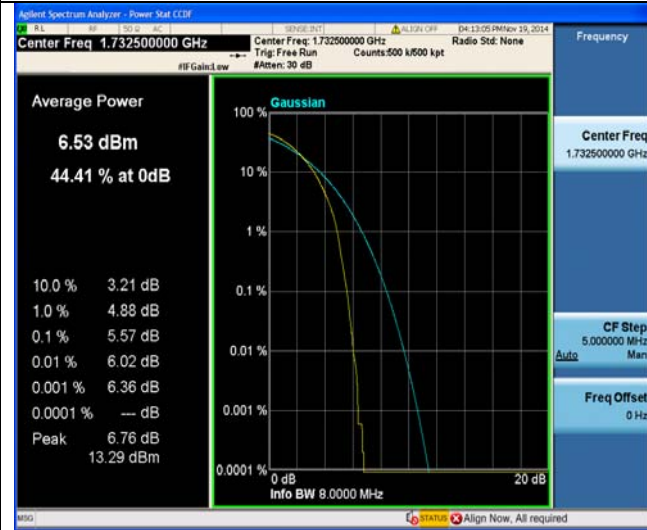 Agilent Spectrum Analyzer - Power Stat CCDF
RL RF 50 Ω AC SENSE:INT ALIGN OFF 04:13:05 PM Nov 19, 2014
Center Freq 1.732500000 GHz
Center Freq: 1.732500000 GHz Radio Std: None
Trig: Free Run Counts:500 k/500 kpt
#IFGain:Low #Atten: 30 dB
Frequency
Average Power
6.53 dBm
44.41 % at 0dB
10.0 % 3.21 dB
1.0 % 4.88 dB
0.1 % 5.57 dB
0.01 % 6.02 dB
0.001 % 6.36 dB
0.0001 % --- dB
Peak 6.76 dB
13.29 dBm
Gaussian
100 %
10 %
1 %
0.1 %
0.01 %
0.001 %
0.0001 %
0 dB 20 dB
Info BW 8.0000 MHz
Center Freq
1.732500000 GHz
CF Step
5.000000 MHz
Auto Man
Freq Offset
0 Hz
MSG STATUS Align Now, All required